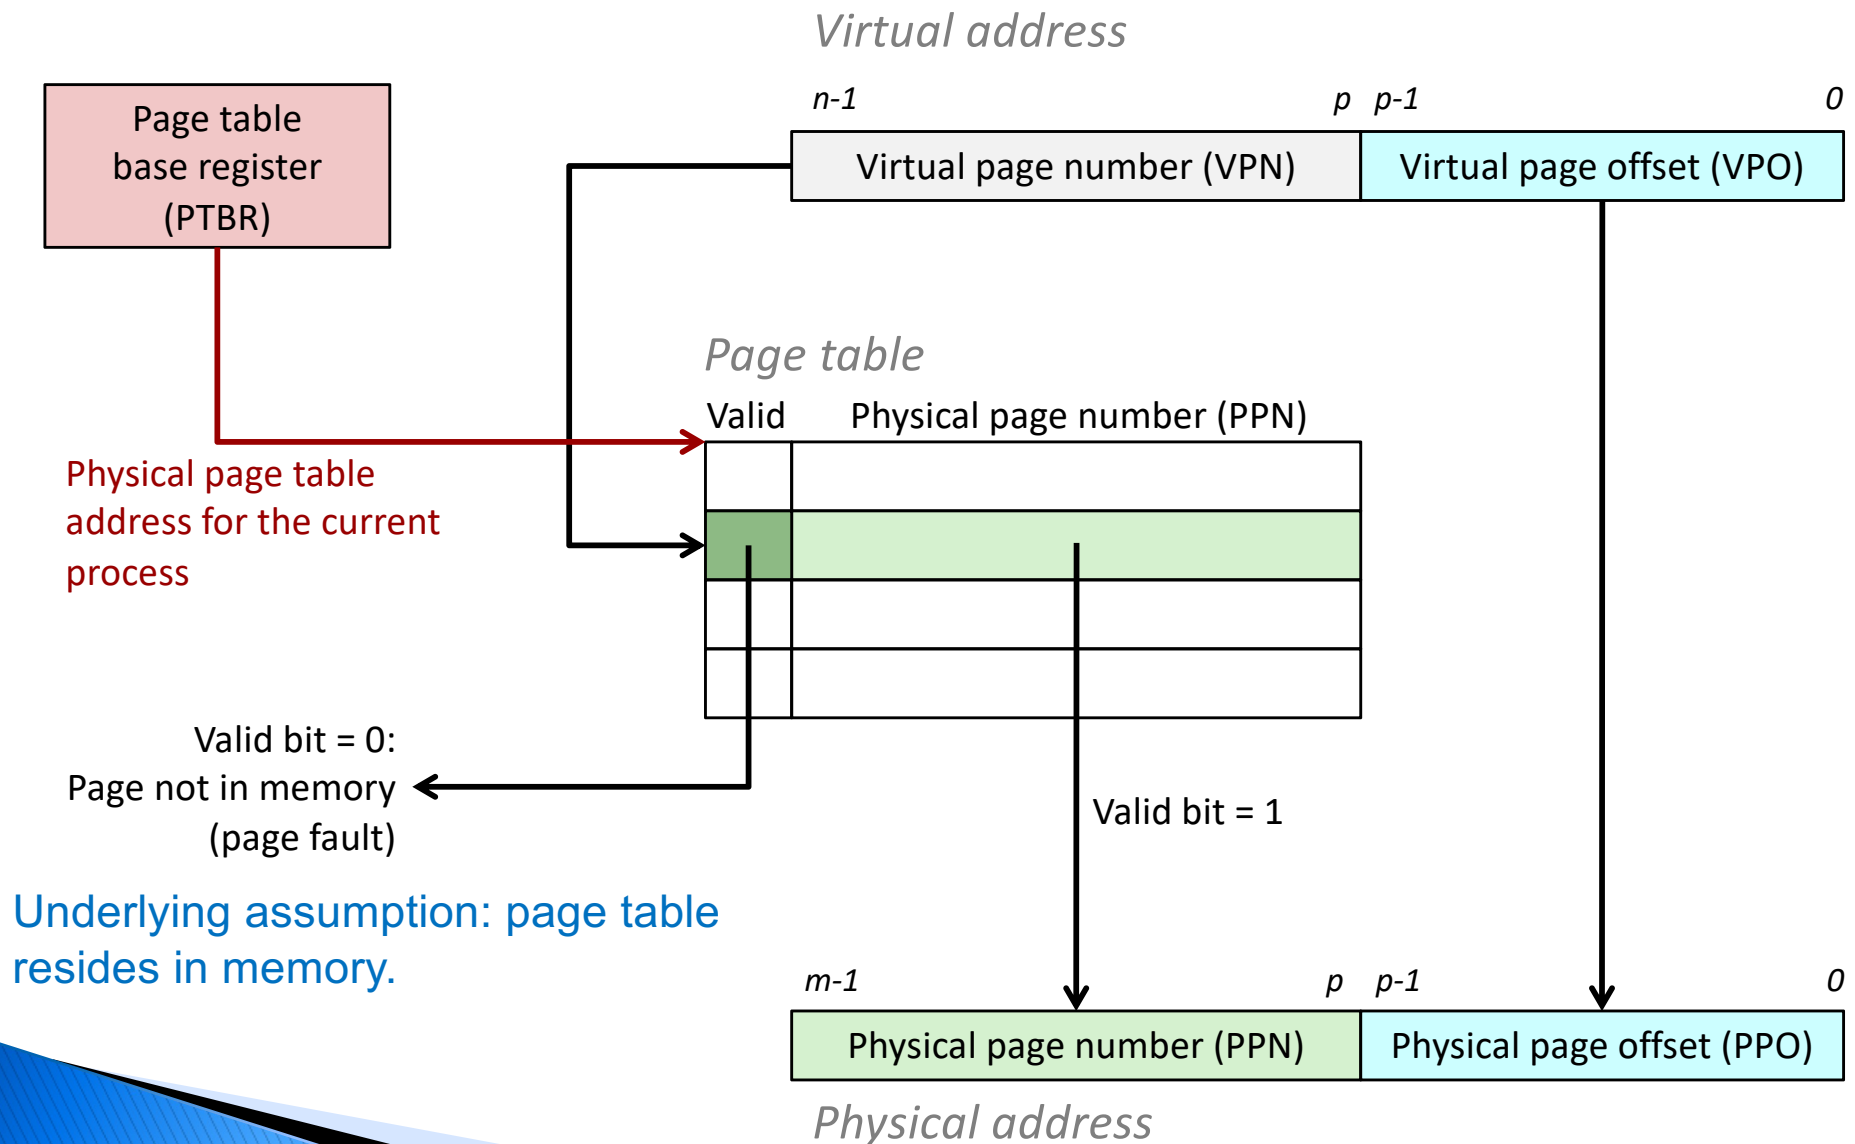 Virtual address
n-1 p p-1 0
Page table
base register
(PTBR)
Virtual page number (VPN) Virtual page offset (VPO)
Page table
Valid Physical page number (PPN)
Physical page table
address for the current
process
Valid bit = 0:
Page not in memory
(page fault)
Valid bit = 1
Underlying assumption: page table
resides in memory.
m-1 p p-1 0
Physical page number (PPN) Physical page offset (PPO)
Physical address